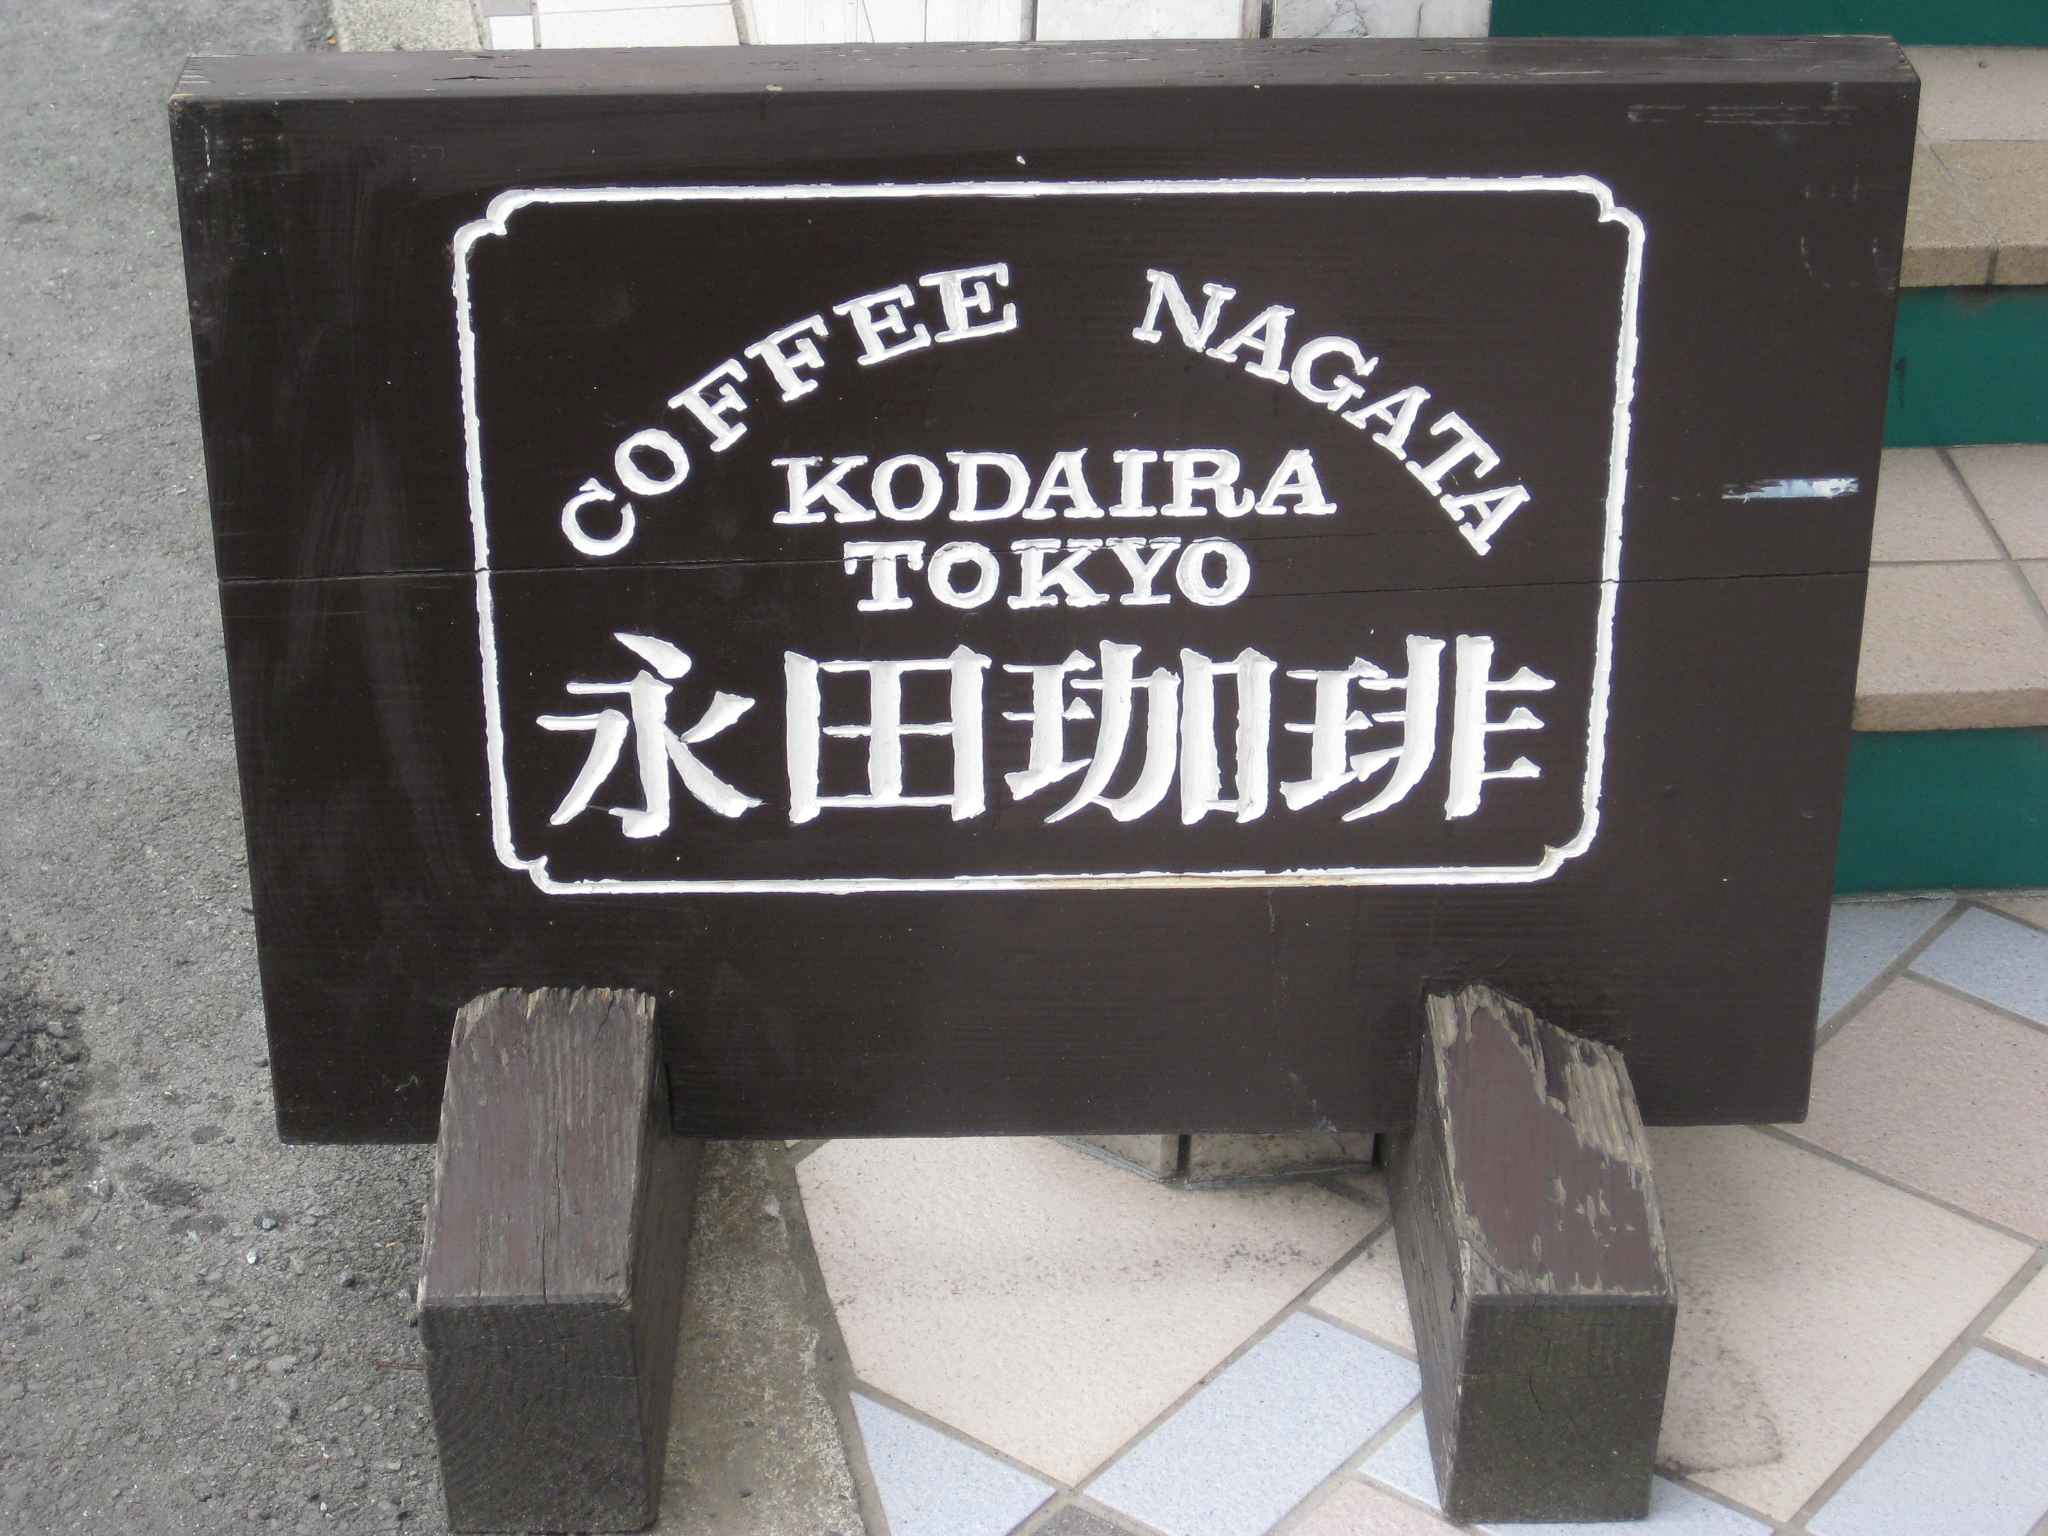 COFFEE NAGATA
KODAIRA
TOKYO
永田珈琲